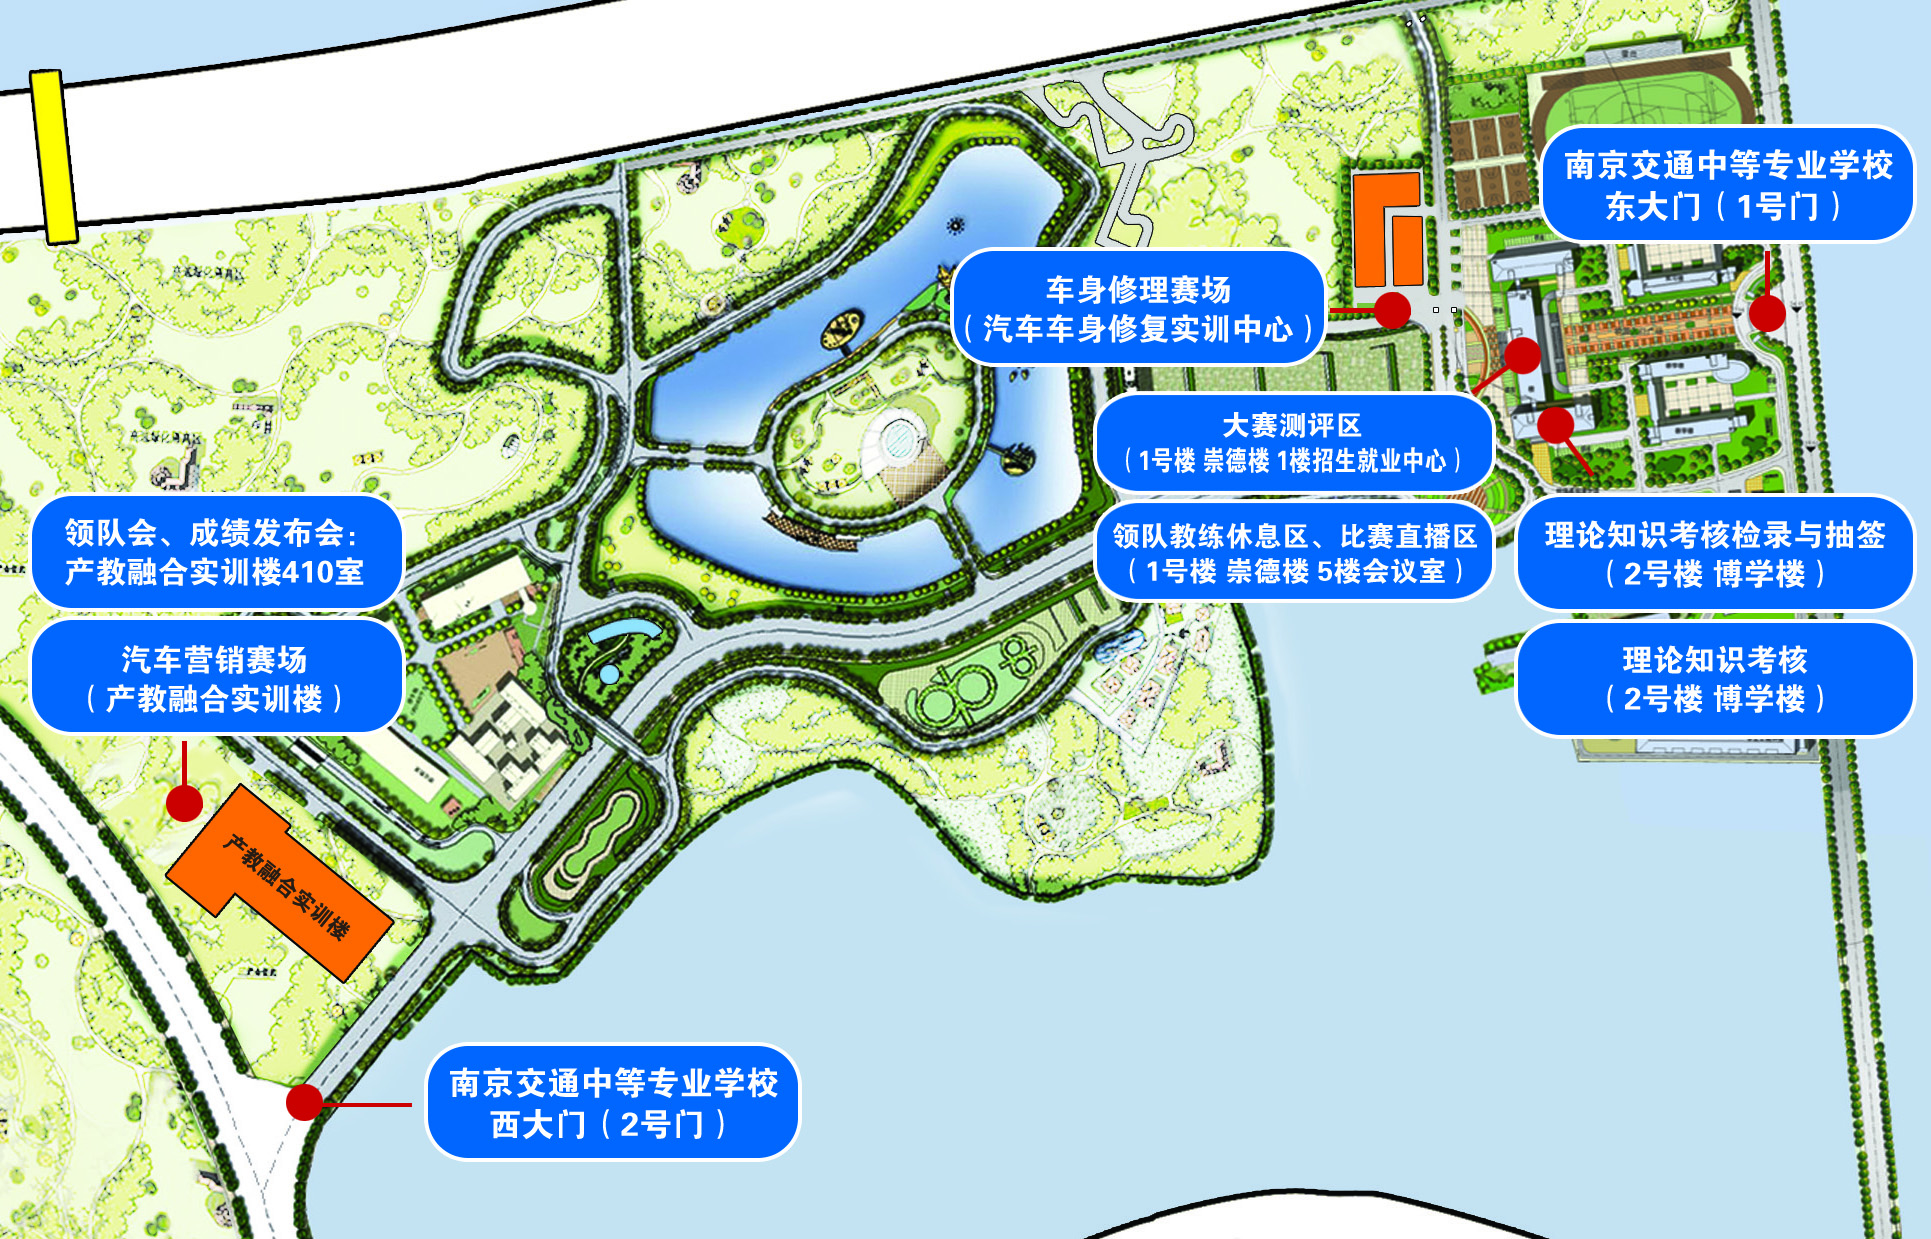 南京交通中等专业学校
东大门（1号门）
车身修理赛场
（汽车车身修复实训中心）
大赛测评区
（1号楼 崇德楼 1楼招生就业中心）
领队教练休息区、比赛直播区
（1号楼 崇德楼 5楼会议室）
理论知识考核检录与抽签
（2号楼 博学楼）
理论知识考核
（2号楼 博学楼）
领队会、成绩发布会：
产教融合实训楼410室
汽车营销赛场
（产教融合实训楼）
产教融合实训楼
南京交通中等专业学校
西大门（2号门）